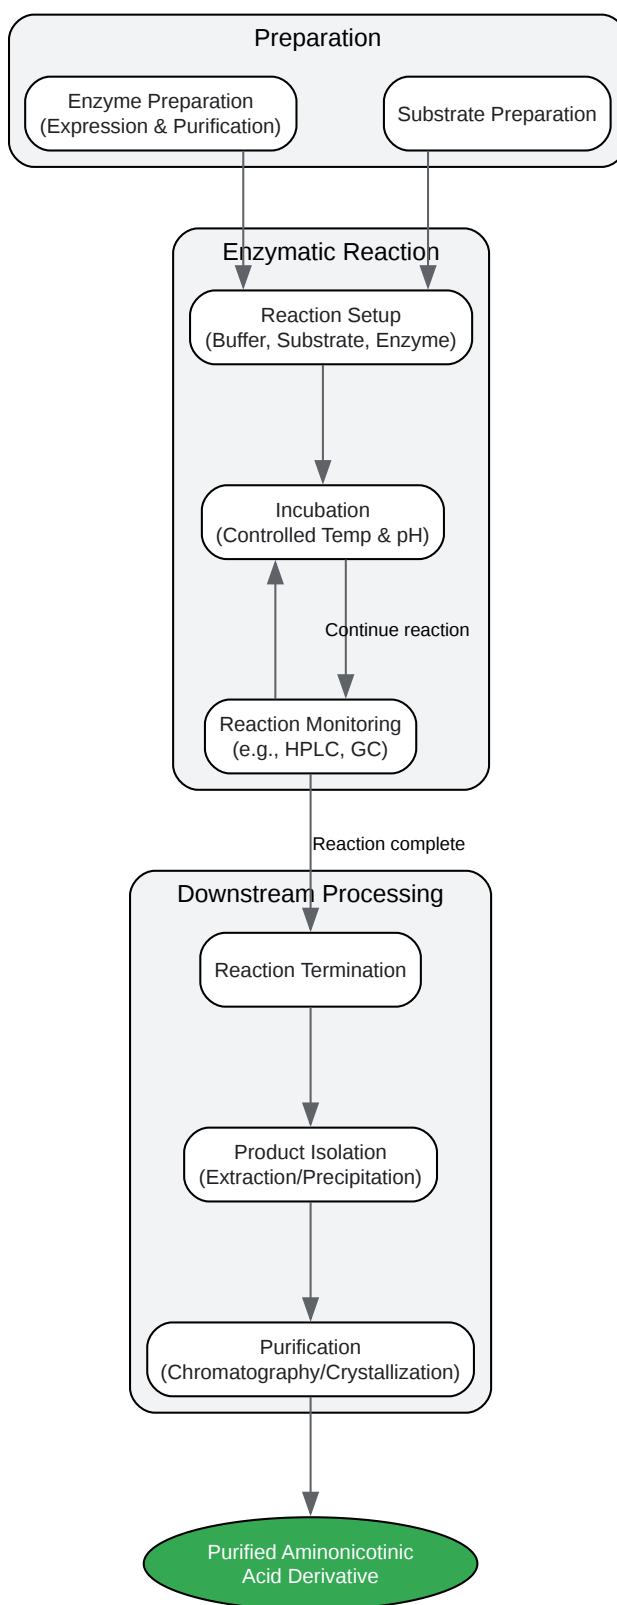 Preparation
Enzyme Preparation
(Expression & Purification)
Substrate Preparation
Enzymatic Reaction
Reaction Setup
(Buffer, Substrate, Enzyme)
Incubation
(Controlled Temp & pH)
Continue reaction
Reaction Monitoring
(e.g., HPLC, GC)
Reaction complete
Downstream Processing
Reaction Termination
Product Isolation
(Extraction/Precipitation)
Purification
(Chromatography/Crystallization)
Purified Aminonicotinic
Acid Derivative